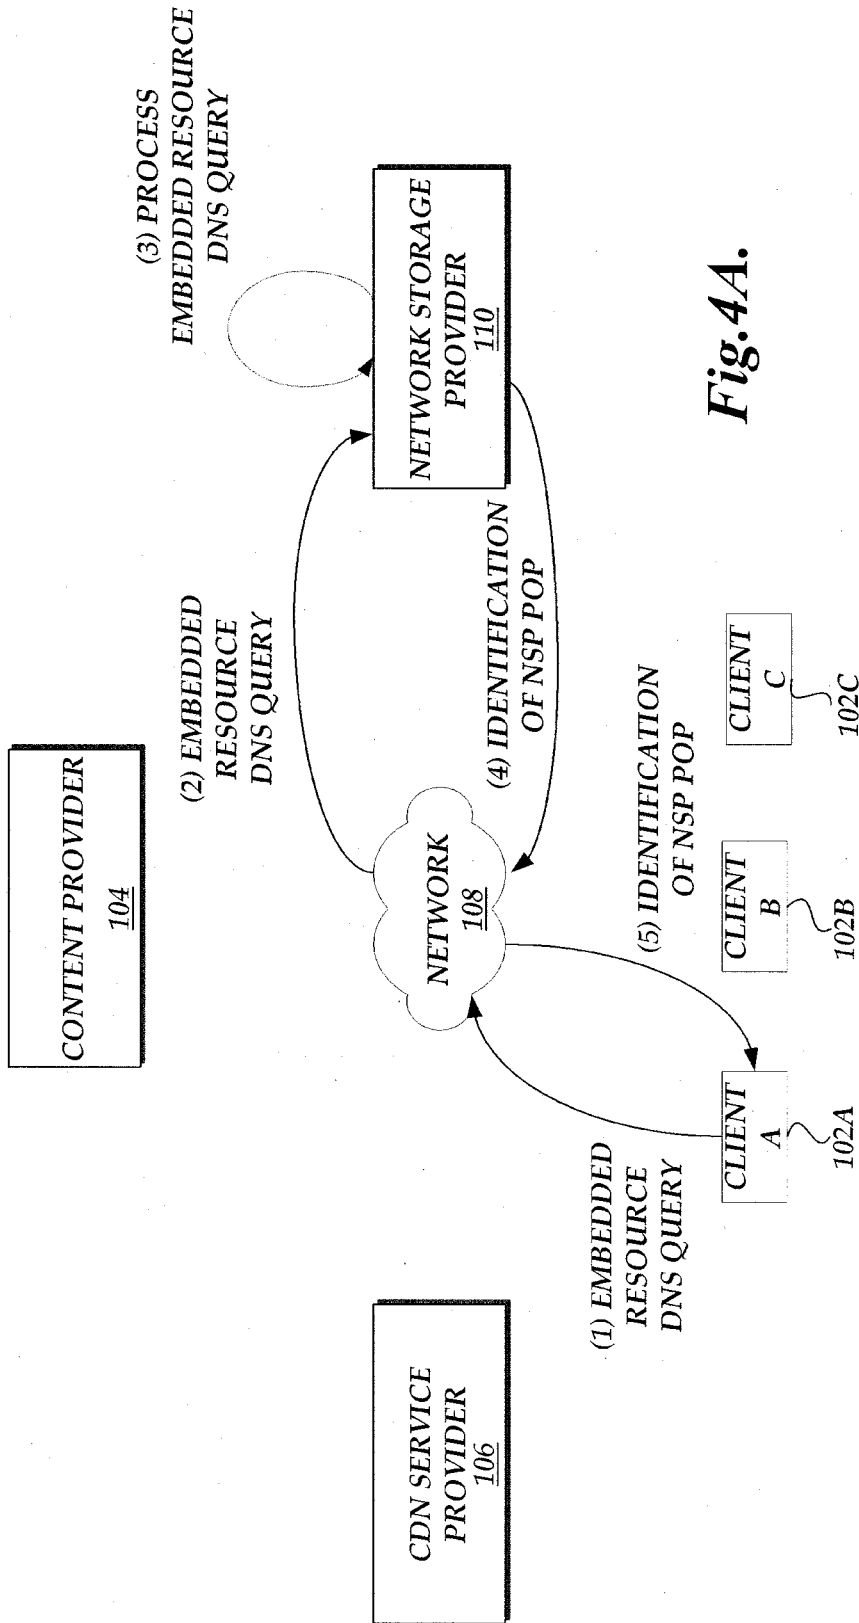 CONTENT PROVIDER
104
(3) PROCESS
EMBEDDED RESOURCE
DNS QUERY
(2) EMBEDDED
RESOURCE
DNS QUERY
CDN SERVICE
PROVIDER
106
NETWORK
108
NETWORK STORAGE
PROVIDER
110
(4) IDENTIFICATION
OF NSP POP
(1) EMBEDDED
RESOURCE
DNS QUERY
(5) IDENTIFICATION
OF NSP POP
CLIENT
A
102A
CLIENT
B
102B
CLIENT
C
102C
Fig.4A.